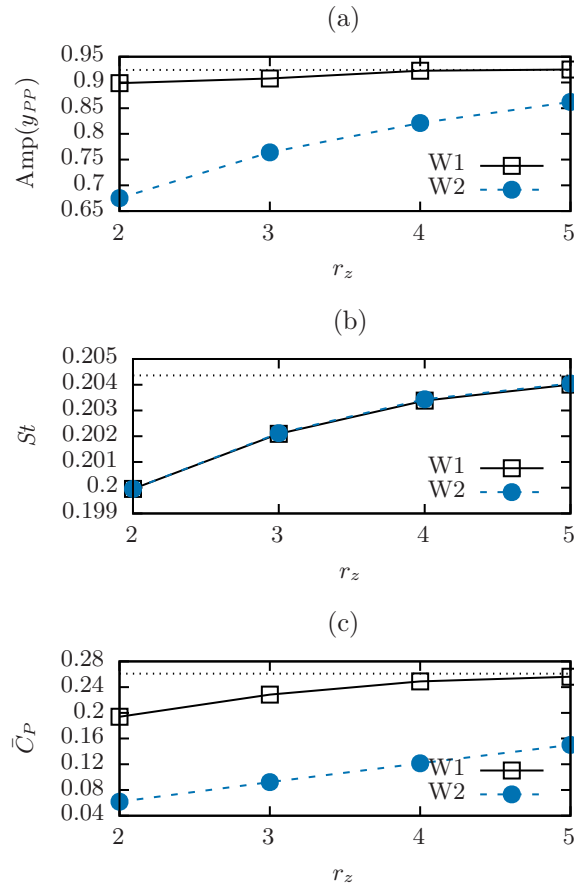 (a)
Amp(y_{PP})
0.95
0.9
0.85
0.8
0.75
0.7
0.65
W1
W2
2 3 4 5
r_z
(b)
St
0.205
0.204
0.203
0.202
0.201
0.2
0.199
W1
W2
2 3 4 5
r_z
(c)
C̄_P
0.28
0.24
0.2
0.16
0.12
0.08
0.04
W1
W2
2 3 4 5
r_z